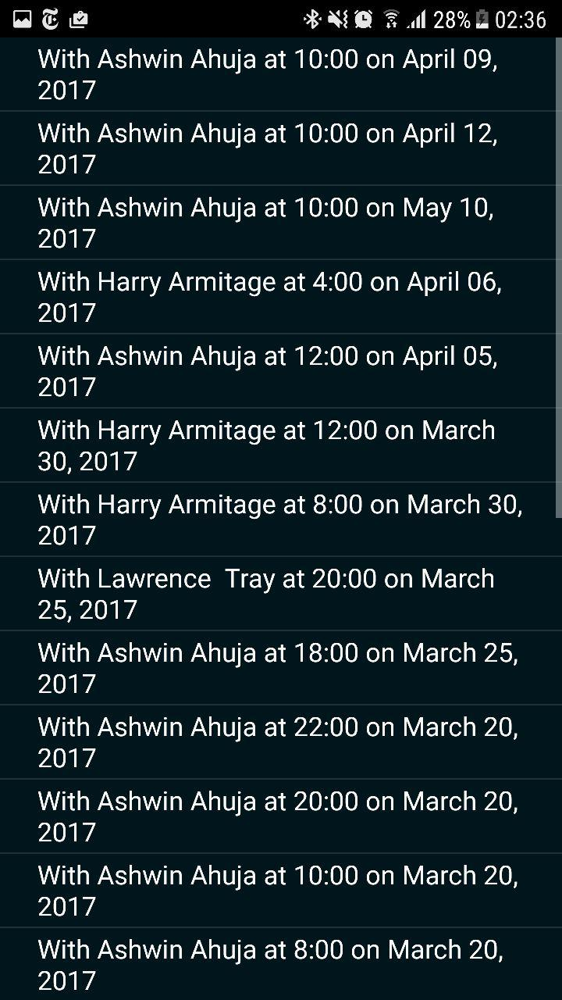 28% 02:36
With Ashwin Ahuja at 10:00 on April 09,
2017
With Ashwin Ahuja at 10:00 on April 12,
2017
With Ashwin Ahuja at 10:00 on May 10,
2017
With Harry Armitage at 4:00 on April 06,
2017
With Ashwin Ahuja at 12:00 on April 05,
2017
With Harry Armitage at 12:00 on March
30, 2017
With Harry Armitage at 8:00 on March 30,
2017
With Lawrence  Tray at 20:00 on March
25, 2017
With Ashwin Ahuja at 18:00 on March 25,
2017
With Ashwin Ahuja at 22:00 on March 20,
2017
With Ashwin Ahuja at 20:00 on March 20,
2017
With Ashwin Ahuja at 10:00 on March 20,
2017
With Ashwin Ahuja at 8:00 on March 20,
2017